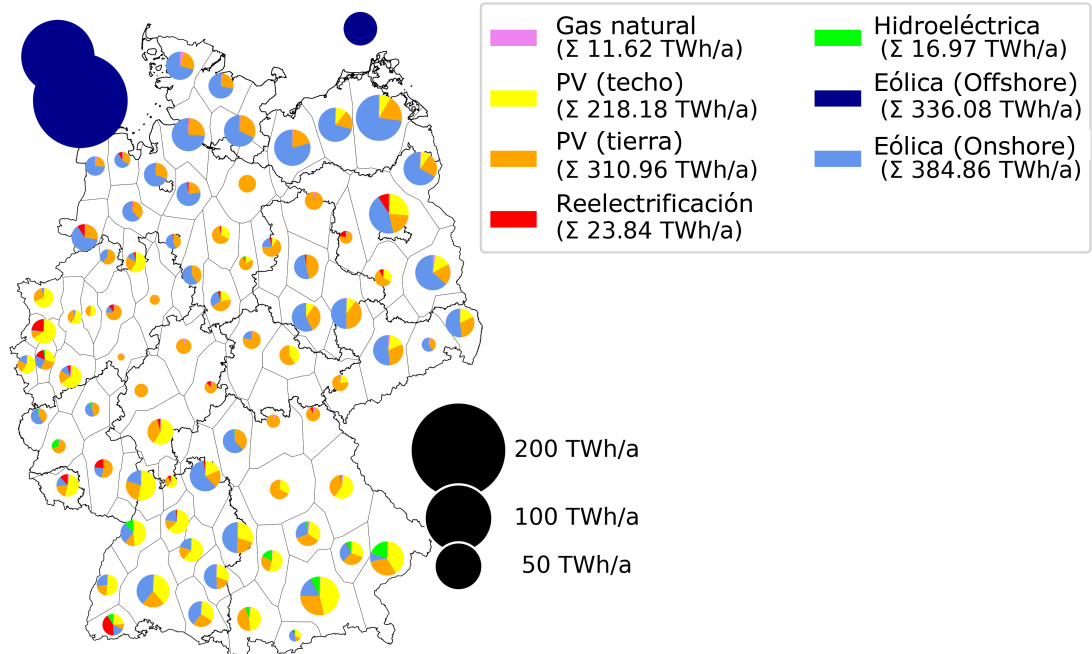 Gas natural
(Σ 11.62 TWh/a)
PV (techo)
(Σ 218.18 TWh/a)
PV (tierra)
(Σ 310.96 TWh/a)
Reelectrificación
(Σ 23.84 TWh/a)
Hidroeléctrica
(Σ 16.97 TWh/a)
Eólica (Offshore)
(Σ 336.08 TWh/a)
Eólica (Onshore)
(Σ 384.86 TWh/a)
200 TWh/a
100 TWh/a
50 TWh/a